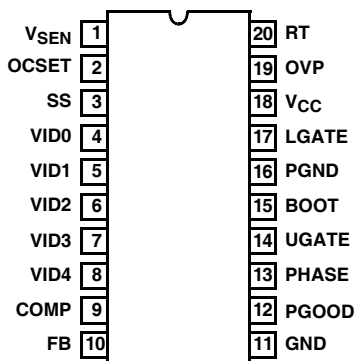 VSEN 1 20 RT
OCSET 2 19 OVP
SS 3 18 VCC
VID0 4 17 LGATE
VID1 5 16 PGND
VID2 6 15 BOOT
VID3 7 14 UGATE
VID4 8 13 PHASE
COMP 9 12 PGOOD
FB 10 11 GND